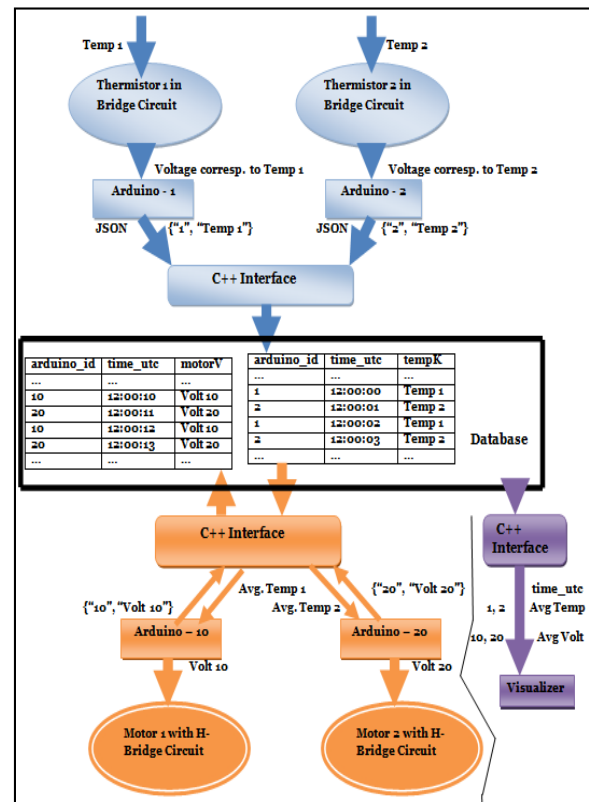 Temp 1
Temp 2
Thermistor 1 in
Bridge Circuit
Thermistor 2 in
Bridge Circuit
Voltage corresp. to Temp 1
Voltage corresp. to Temp 2
Arduino - 1
Arduino - 2
JSON {“1”, “Temp 1”}
JSON {“2”, “Temp 2”}
C++ Interface
arduino_id time_utc motorV
... ... ...
10 12:00:10 Volt 10
20 12:00:11 Volt 20
10 12:00:12 Volt 10
20 12:00:13 Volt 20
... ... ...
arduino_id time_utc tempK
... ... ...
1 12:00:00 Temp 1
2 12:00:01 Temp 2
1 12:00:02 Temp 1
2 12:00:03 Temp 2
... ... ...
Database
C++ Interface
{“10”, “Volt 10”}
Avg. Temp 1
Avg. Temp 2
{“20”, “Volt 20”}
Arduino – 10
Arduino – 20
Volt 10
Volt 20
Motor 1 with H-
Bridge Circuit
Motor 2 with H-
Bridge Circuit
C++
Interface
time_utc
1, 2 Avg Temp
10, 20 Avg Volt
Visualizer